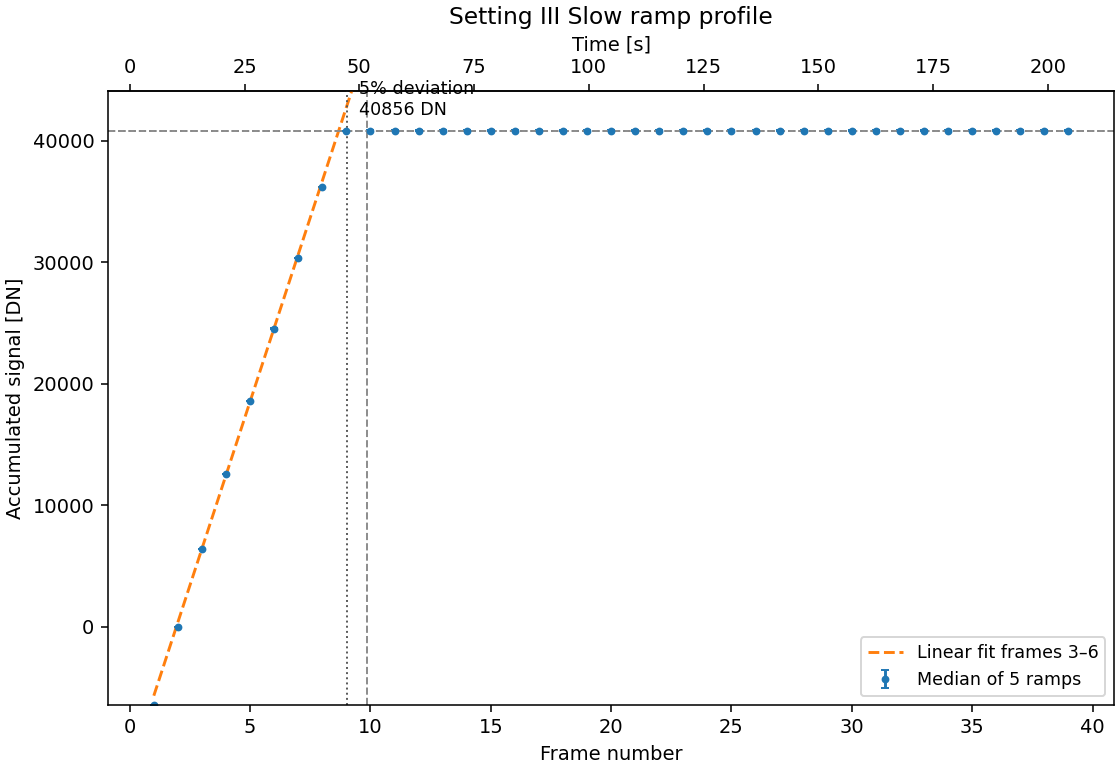 Setting III Slow ramp profile
Time [s]
0 25 50 75 100 125 150 175 200
5% deviation
40856 DN
Accumulated signal [DN]
40000
30000
20000
10000
0
Linear fit frames 3–6
Median of 5 ramps
0 5 10 15 20 25 30 35 40
Frame number